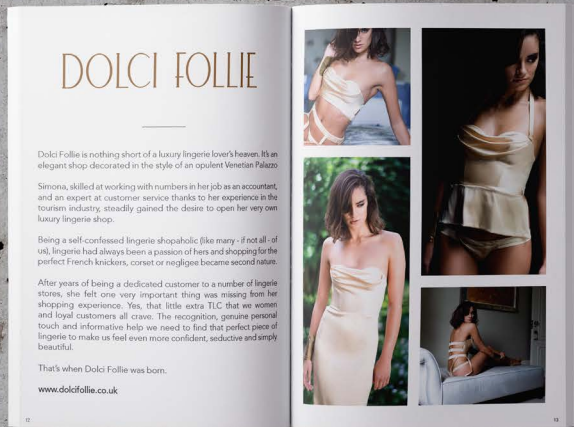 DOLCI FOLLIE
Dolci Follie is nothing short of a luxury lingerie lover's heaven. It's an
elegant shop decorated in the style of an opulent Venetian Palazzo
Simona, skilled at working with numbers in her job as an accountant,
and an expert at customer service thanks to her experience in the
tourism industry, steadily gained the desire to open her very own
luxury lingerie shop.
Being a self-confessed lingerie shopaholic (like many - if not all - of
us), lingerie had always been a passion of hers and shopping for the
perfect French knickers, corset or negligee became second nature.
After years of being a dedicated customer to a number of lingerie
stores, she felt one very important thing was missing from her
shopping experience. Yes, that little extra TLC that we women
and loyal customers all crave. The recognition, genuine personal
touch and informative help we need to find that perfect piece of
lingerie to make us feel even more confident, seductive and simply
beautiful.
That's when Dolci Follie was born.
www.dolcifollie.co.uk
12
13